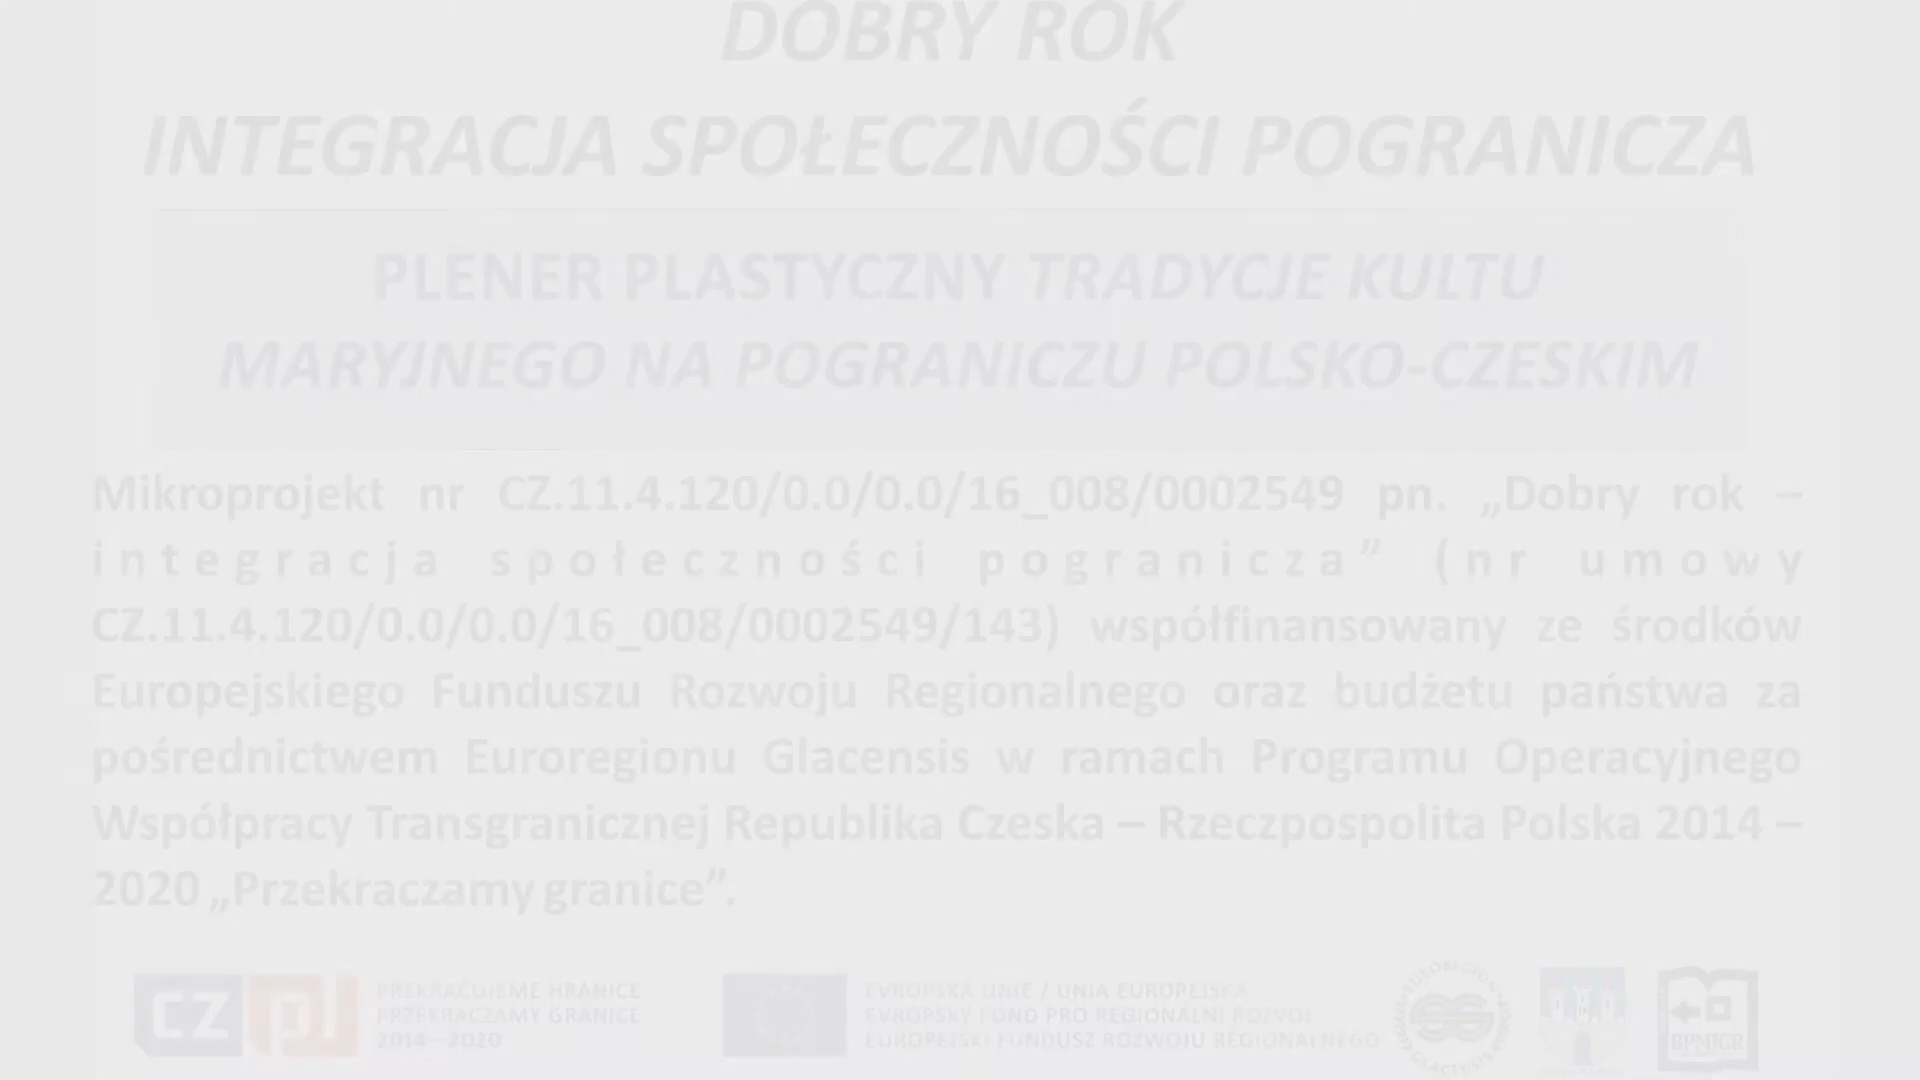 DOBRY ROK
INTEGRACJA SPOŁECZNOŚCI POGRANICZA
PLENER PLASTYCZNY TRADYCJE KULTU
MARYJNEGO NA POGRANICZU POLSKO-CZESKIM
Mikroprojekt nr CZ.11.4.120/0.0/0.0/16_008/0002549 pn. „Dobry rok –
integracja społeczności pogranicza” (nr umowy
CZ.11.4.120/0.0/0.0/16_008/0002549/143) współfinansowany ze środków
Europejskiego Funduszu Rozwoju Regionalnego oraz budżetu państwa za
pośrednictwem Euroregionu Glacensis w ramach Programu Operacyjnego
Współpracy Transgranicznej Republika Czeska – Rzeczpospolita Polska 2014 –
2020 „Przekraczamy granice”.
CZ pl
PŘEKRAČUJEME HRANICE
PRZEKRACZAMY GRANICE
2014—2020
EVROPSKÁ UNIE / UNIA EUROPEJSKA
EVROPSKÝ FOND PRO REGIONÁLNÍ ROZVOJ
EUROPEJSKI FUNDUSZ ROZWOJU REGIONALNEGO
EUROREGION
GLACENSIS
BPMIGR